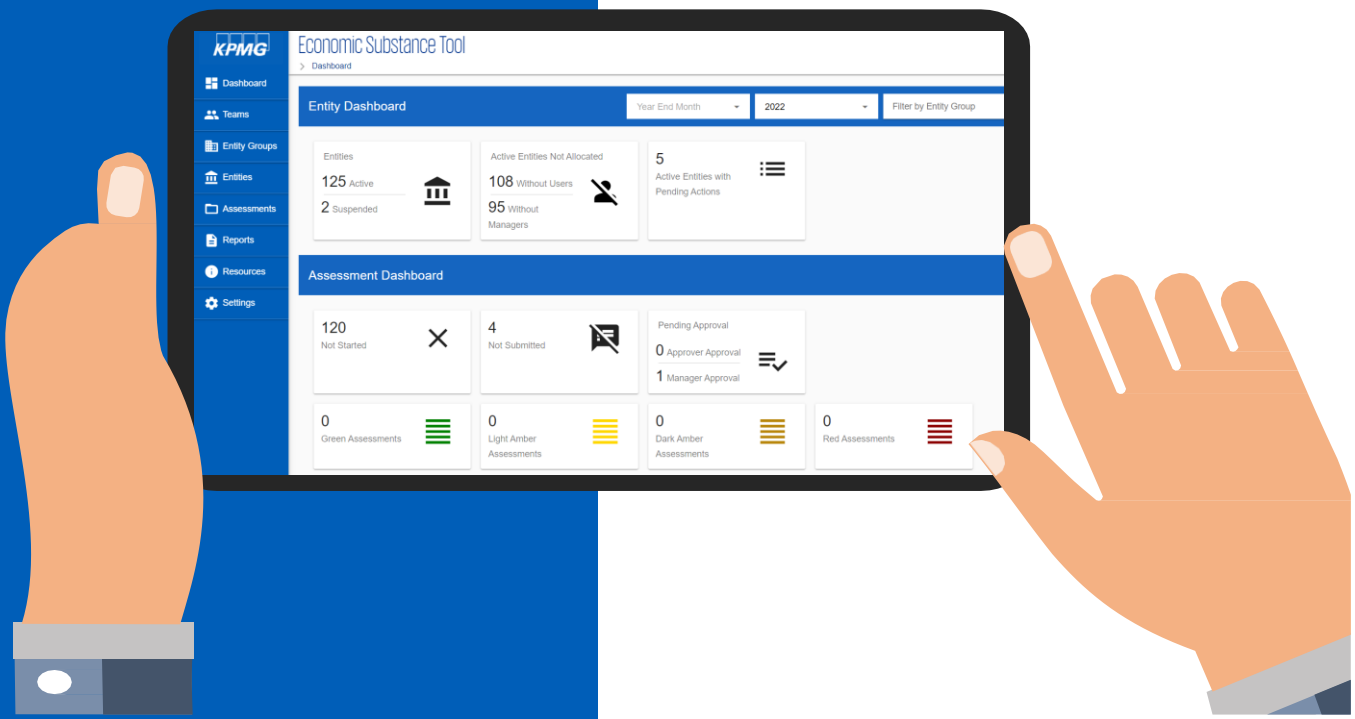 KPMG
Economic Substance Tool
Dashboard
Dashboard
Teams
Entity Groups
Entities
Assessments
Reports
Resources
Settings
Entity Dashboard
Year End Month
2022
Filter by Entity Group
Entities
125 Active
2 Suspended
Active Entities Not Allocated
108 Without Users
95 Without
Managers
5
Active Entities with
Pending Actions
Assessment Dashboard
120
Not Started
4
Not Submitted
Pending Approval
0 Approver Approval
1 Manager Approval
0
Green Assessments
0
Light Amber
Assessments
0
Dark Amber
Assessments
0
Red Assessments